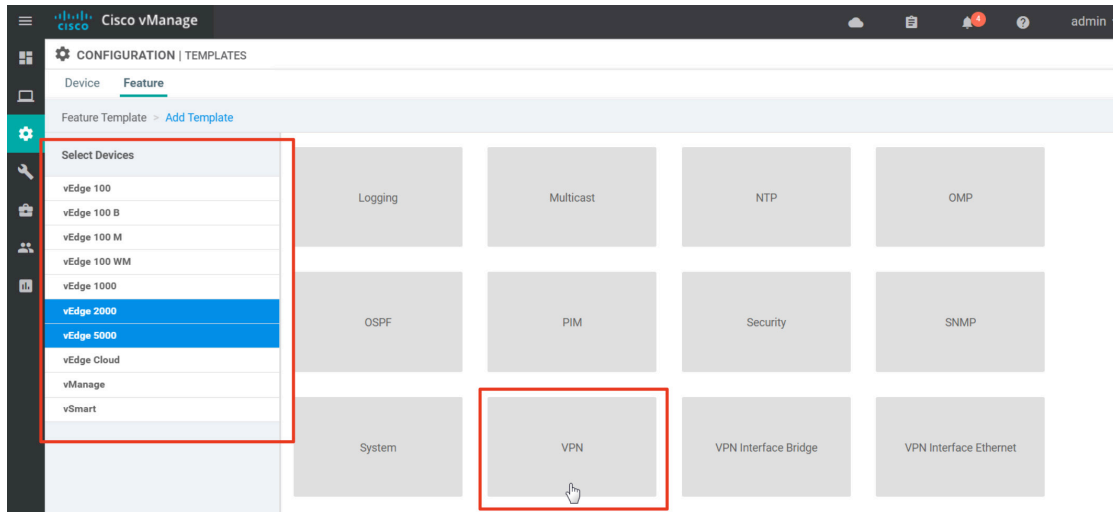 cisco Cisco vManage 4 admin
CONFIGURATION | TEMPLATES
Device Feature
Feature Template > Add Template
Select Devices
vEdge 100
vEdge 100 B
vEdge 100 M
vEdge 100 WM
vEdge 1000
vEdge 2000
vEdge 5000
vEdge Cloud
vManage
vSmart
Logging Multicast NTP OMP
OSPF PIM Security SNMP
System VPN VPN Interface Bridge VPN Interface Ethernet